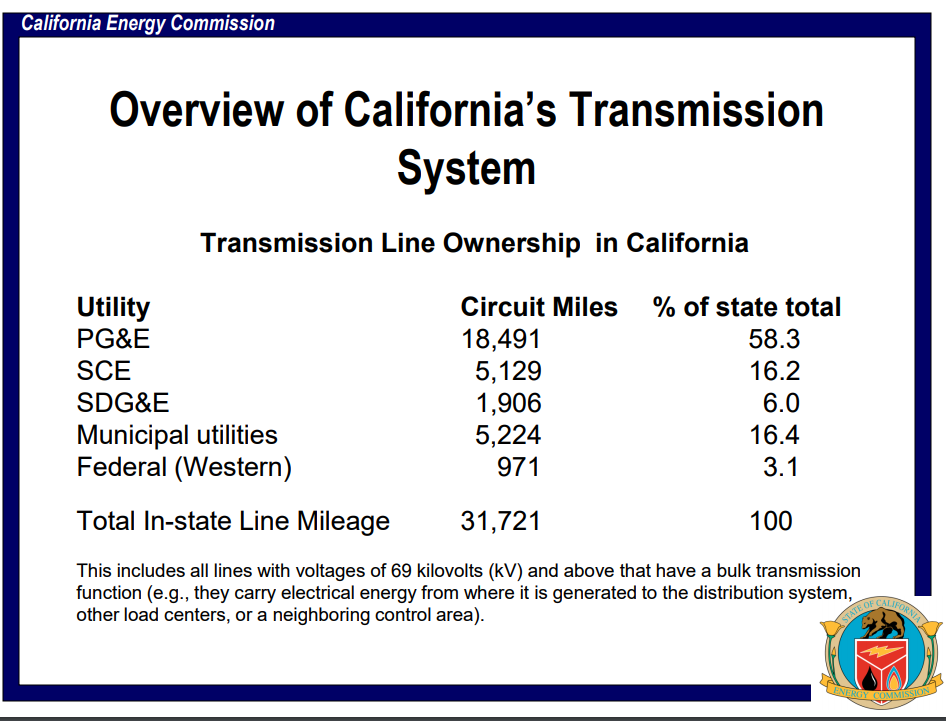 California Energy Commission
Overview of California’s Transmission
System
Transmission Line Ownership in California
Utility Circuit Miles % of state total
PG&E 18,491 58.3
SCE 5,129 16.2
SDG&E 1,906 6.0
Municipal utilities 5,224 16.4
Federal (Western) 971 3.1
Total In-state Line Mileage 31,721 100
This includes all lines with voltages of 69 kilovolts (kV) and above that have a bulk transmission
function (e.g., they carry electrical energy from where it is generated to the distribution system,
other load centers, or a neighboring control area).
STATE OF CALIFORNIA
ENERGY COMMISSION